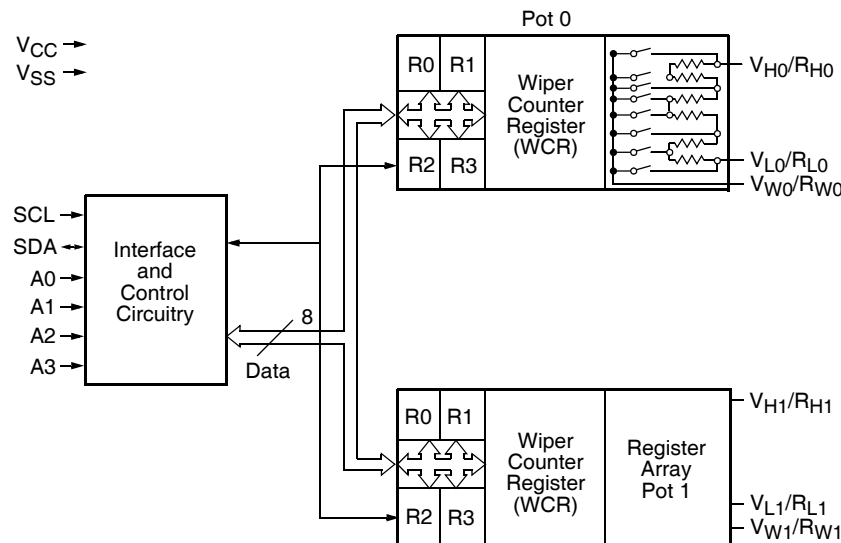 Pot 0
VCC
VSS
R0 R1
R2 R3
Wiper
Counter
Register
(WCR)
VH0/RH0
VL0/RL0
VW0/RW0
SCL
SDA
A0
A1
A2
A3
Interface
and
Control
Circuitry
8
Data
R0 R1
R2 R3
Wiper
Counter
Register
(WCR)
Register
Array
Pot 1
VH1/RH1
VL1/RL1
VW1/RW1